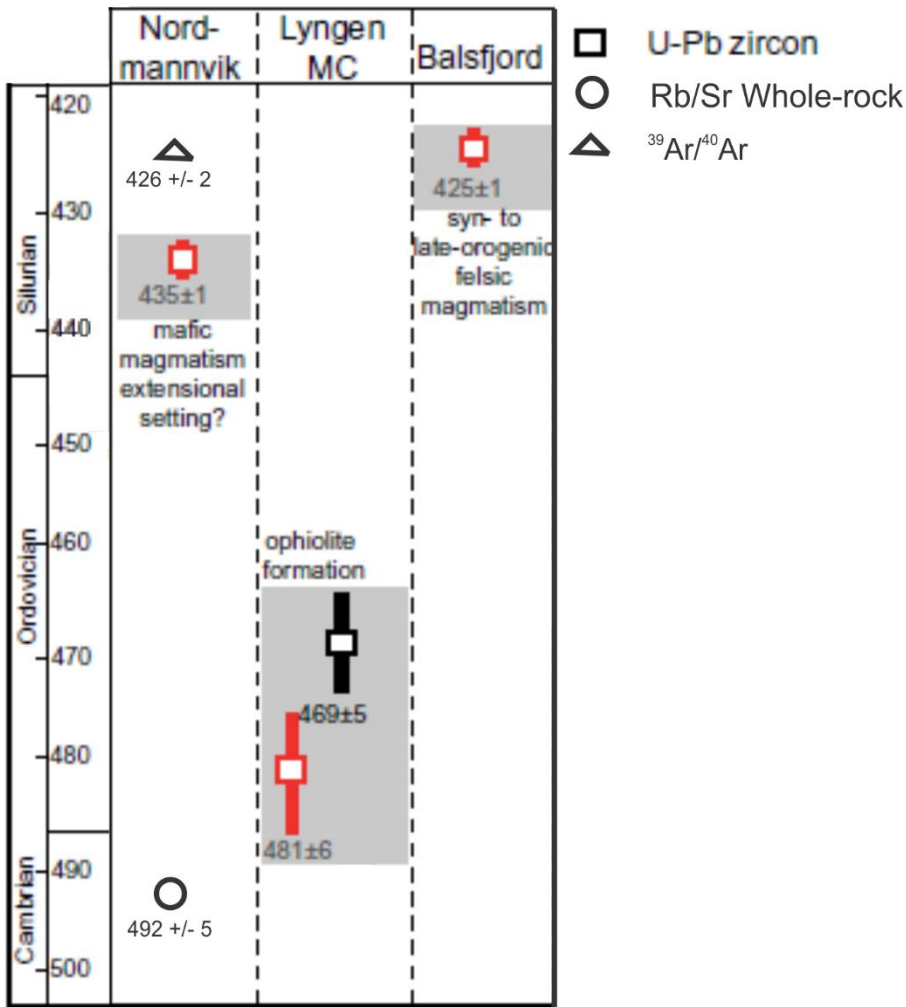 Nord-
mannvik
Lyngen
MC
Balsfjord
U-Pb zircon
Rb/Sr Whole-rock
39Ar/40Ar
Silurian
Ordovician
Cambrian
420
430
440
450
460
470
480
490
500
426 +/- 2
435±1
mafic
magmatism
extensional
setting?
492 +/- 5
ophiolite
formation
469±5
481±6
425±1
syn- to
late-orogenic
felsic
magmatism